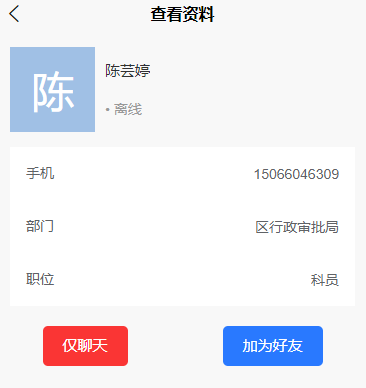 查看资料
陈
陈芸婷
• 离线
手机 15066046309
部门 区行政审批局
职位 科员
仅聊天 加为好友